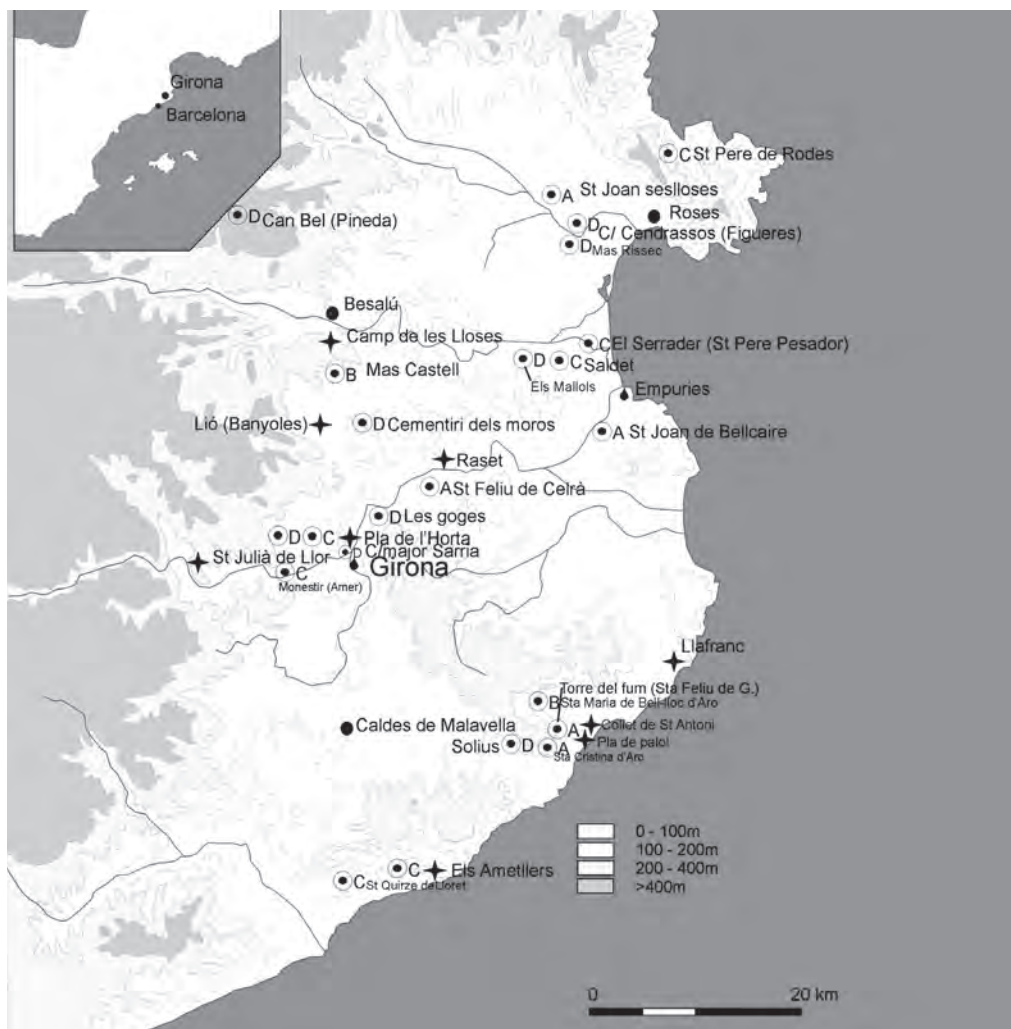 Girona
Barcelona
C St Pere de Rodes
A St Joan seslloses
Roses
D Can Bel (Pineda)
D C/ Cendrassos (Figueres)
D Mas Rissec
Besalú
Camp de les Lloses
C El Serrader (St Pere Pesador)
D C Saldet
B Mas Castell
Els Mallols
Empuries
Lió (Banyoles)
D Cementiri dels moros
A St Joan de Bellcaire
Raset
A St Feliu de Celrà
D Les goges
D C Pla de l'Horta
D C/major Sarria
St Julià de Llor
Girona
C
Monestir (Amer)
Llafranc
Torre del fum (Sta Feliu de G.)
B Sta Maria de Bell-lloc d'Aro
Caldes de Malavella
A Collet de St Antoni
Solius D A Pla de palol
Sta Cristina d'Aro
0 - 100m
100 - 200m
200 - 400m
>400m
C Els Ametllers
C St Quirze de Lloret
0 20 km